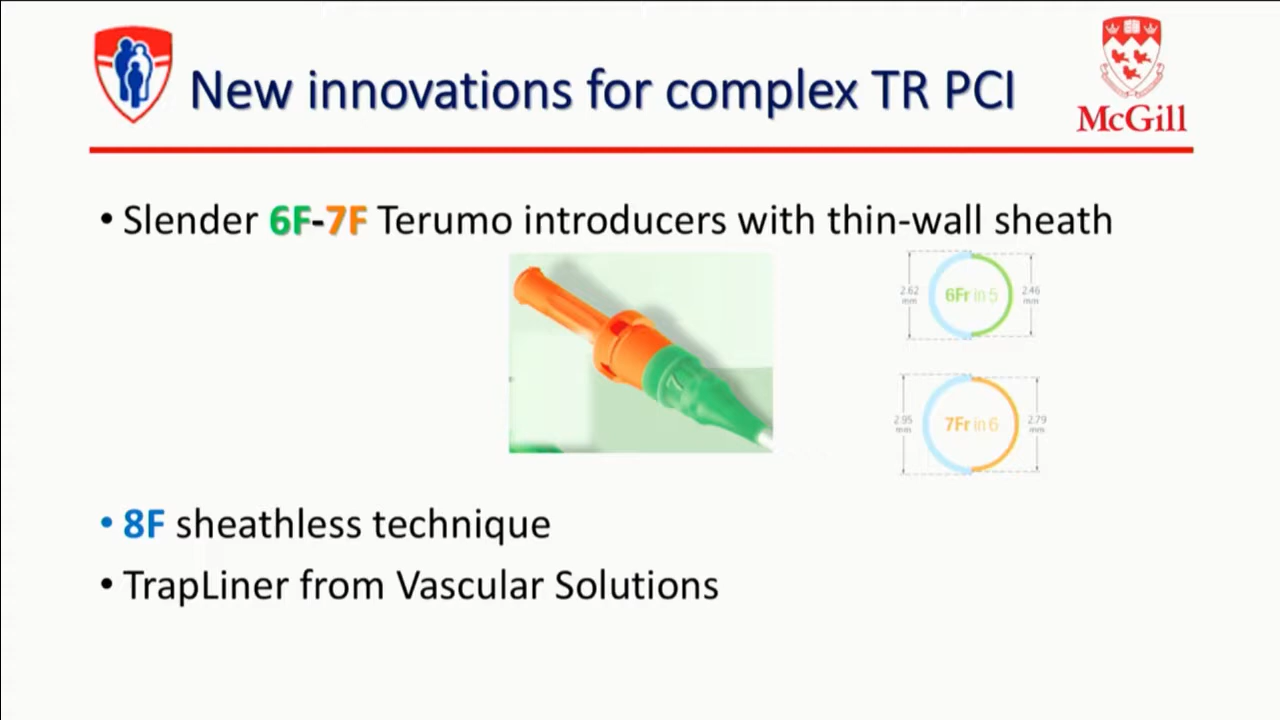 New innovations for complex TR PCI
McGill
• Slender 6F-7F Terumo introducers with thin-wall sheath
2.62 mm
6Fr in 5
2.46 mm
7
2.95 mm
7Fr in 6
2.79 mm
• 8F sheathless technique
• TrapLiner from Vascular Solutions